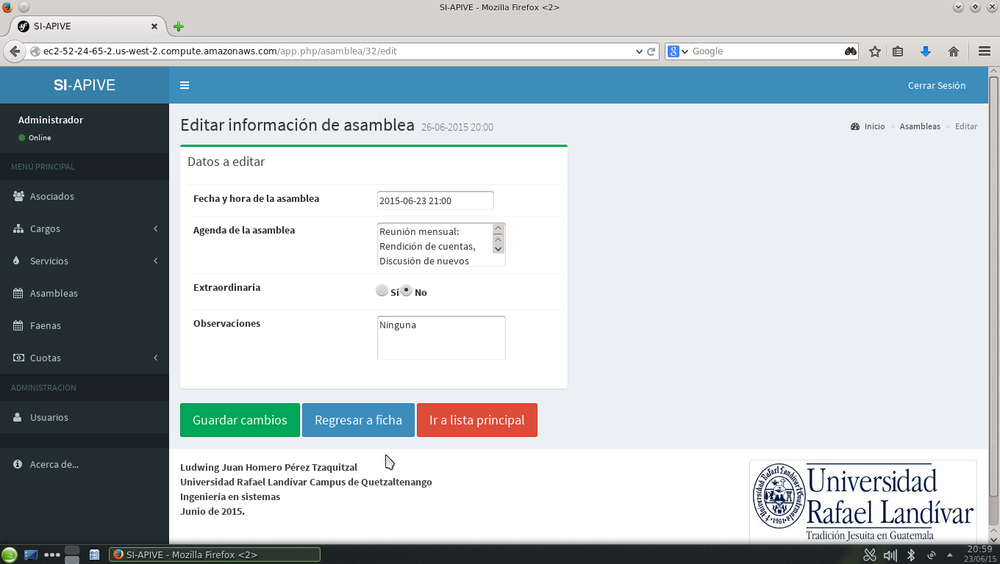 SI-APIVE - Mozilla Firefox <2>
SI-APIVE
ec2-52-24-65-2.us-west-2.compute.amazonaws.com/app.php/asamblea/32/edit
Google
SI-APIVE
Cerrar Sesión
Administrador
Online
MENÚ PRINCIPAL
Asociados
Cargos
Servicios
Asambleas
Faenas
Cuotas
ADMINISTRACIÓN
Usuarios
Acerca de...
Editar información de asamblea 26-06-2015 20:00
Inicio > Asambleas > Editar
Datos a editar
Fecha y hora de la asamblea
2015-06-23 21:00
Agenda de la asamblea
Reunión mensual:
Rendición de cuentas,
Discusión de nuevos
Extraordinaria
Sí No
Observaciones
Ninguna
Guardar cambios
Regresar a ficha
Ir a lista principal
Ludwing Juan Homero Pérez Tzaquitzal
Universidad Rafael Landívar Campus de Quetzaltenango
Ingeniería en sistemas
Junio de 2015.
Universidad
Rafael Landívar
Tradición Jesuita en Guatemala
SI-APIVE - Mozilla Firefox <2>
20:59
23/06/15